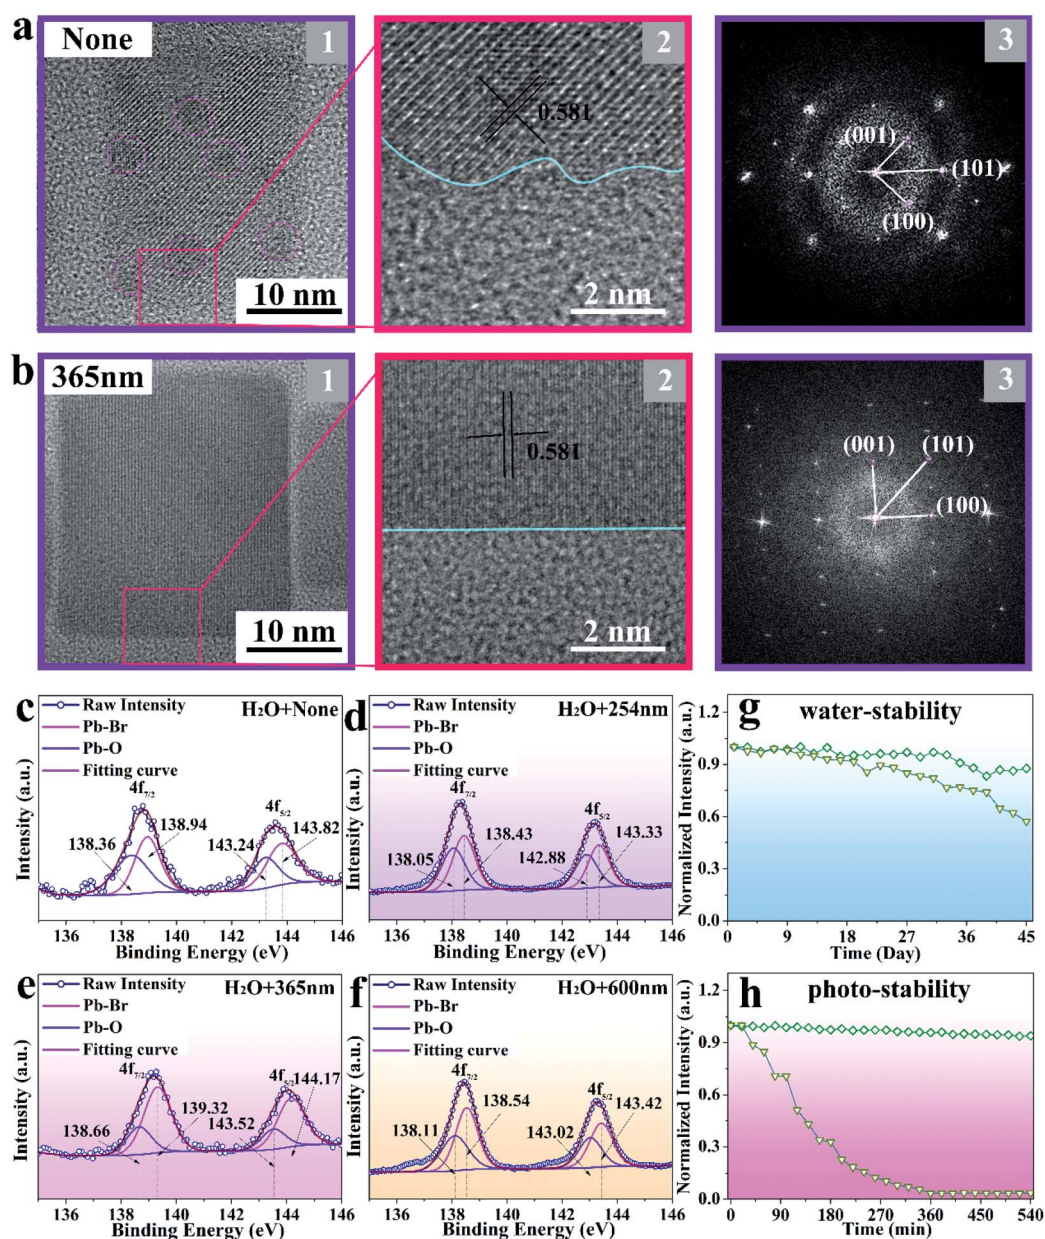 a
None
1
10 nm
2
0.581
2 nm
3
(001)
(101)
(100)
b
365nm
1
10 nm
2
0.581
2 nm
3
(001)
(101)
(100)
c
H₂O+None
Raw Intensity
Pb-Br
Pb-O
Fitting curve
4f7/2
4f5/2
138.36
138.94
143.24
143.82
Intensity (a.u.)
136 138 140 142 144 146
Binding Energy (eV)
d
H₂O+254nm
Raw Intensity
Pb-Br
Pb-O
Fitting curve
4f7/2
4f5/2
138.05
138.43
142.88
143.33
Intensity (a.u.)
136 138 140 142 144 146
Binding Energy (eV)
g
water-stability
Normalized Intensity (a.u.)
1.2
0.9
0.6
0.3
0.0
0 9 18 27 36 45
Time (Day)
e
H₂O+365nm
Raw Intensity
Pb-Br
Pb-O
Fitting curve
4f7/2
4f5/2
138.66
139.32
143.52
144.17
Intensity (a.u.)
136 138 140 142 144 146
Binding Energy (eV)
f
H₂O+600nm
Raw Intensity
Pb-Br
Pb-O
Fitting curve
4f7/2
4f5/2
138.11
138.54
143.02
143.42
Intensity (a.u.)
136 138 140 142 144 146
Binding Energy (eV)
h
photo-stability
Normalized Intensity (a.u.)
1.2
0.9
0.6
0.3
0.0
0 90 180 270 360 450 540
Time (min)